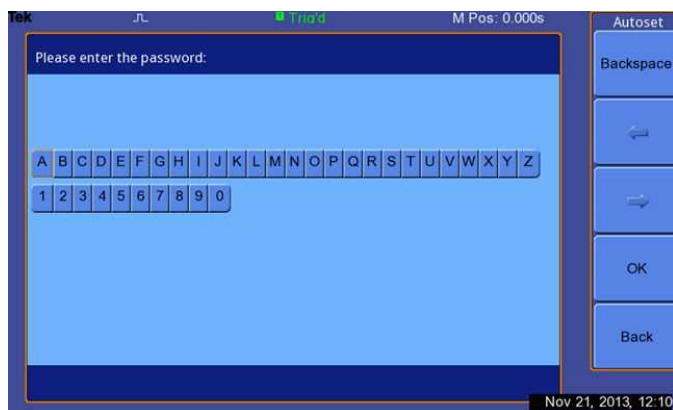 Tek Trig'd M Pos: 0.000s
Autoset
Please enter the password:
Backspace
A B C D E F G H I J K L M N O P Q R S T U V W X Y Z
1 2 3 4 5 6 7 8 9 0
OK
Back
Nov 21, 2013, 12:10